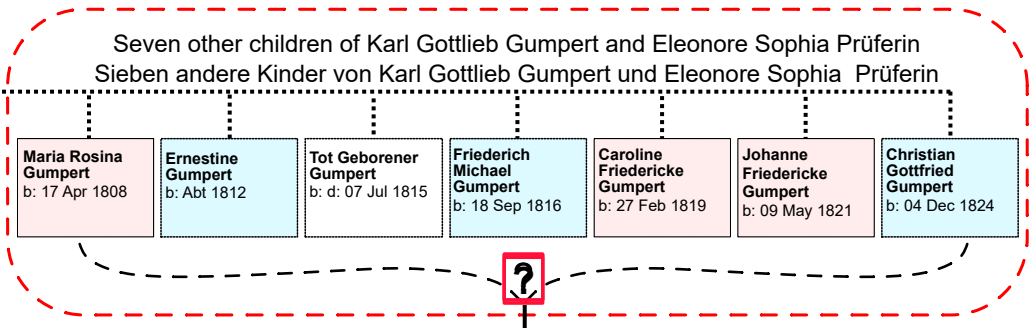 Seven other children of Karl Gottlieb Gumpert and Eleonore Sophia Prüferin
Sieben andere Kinder von Karl Gottlieb Gumpert und Eleonore Sophia Prüferin
Maria Rosina
Gumpert
b: 17 Apr 1808
Ernestine
Gumpert
b: Abt 1812
Tot Geborener
Gumpert
b: d: 07 Jul 1815
Friederich
Michael
Gumpert
b: 18 Sep 1816
Caroline
Friedericke
Gumpert
b: 27 Feb 1819
Johanne
Friedericke
Gumpert
b: 09 May 1821
Christian
Gottfried
Gumpert
b: 04 Dec 1824
?